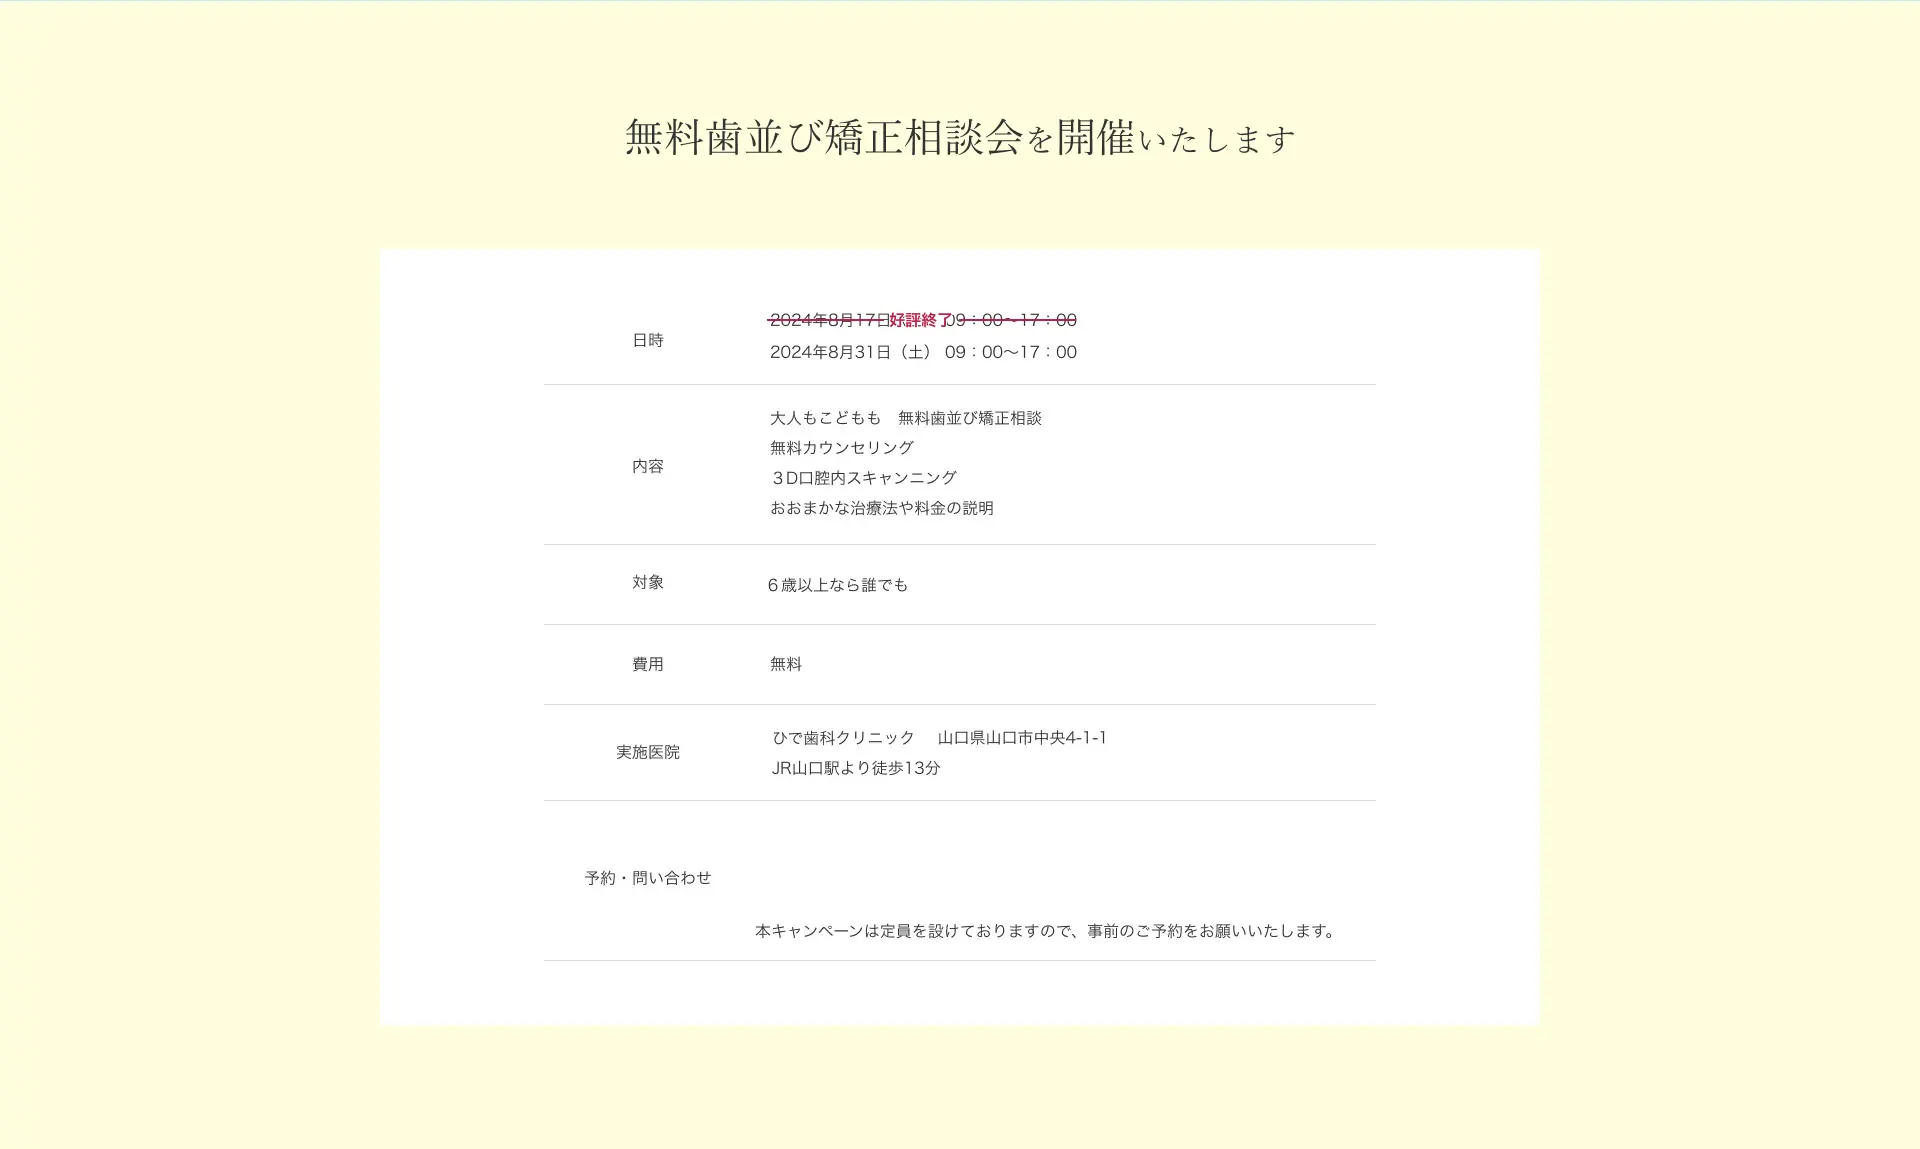 無料歯並び矯正相談会を開催いたします
日時
2024年8月17日好評終了09：00〜17：00
2024年8月31日（土） 09：00〜17：00
内容
大人もこどもも　無料歯並び矯正相談
無料カウンセリング
３D口腔内スキャンニング
おおまかな治療法や料金の説明
対象
６歳以上なら誰でも
費用
無料
実施医院
ひで歯科クリニック　 山口県山口市中央4-1-1
JR山口駅より徒歩13分
予約・問い合わせ
本キャンペーンは定員を設けておりますので、事前のご予約をお願いいたします。